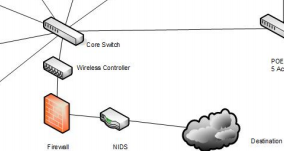 Core Switch
POE
5 Ac
Wireless Controller
Firewall
NIDS
Destination